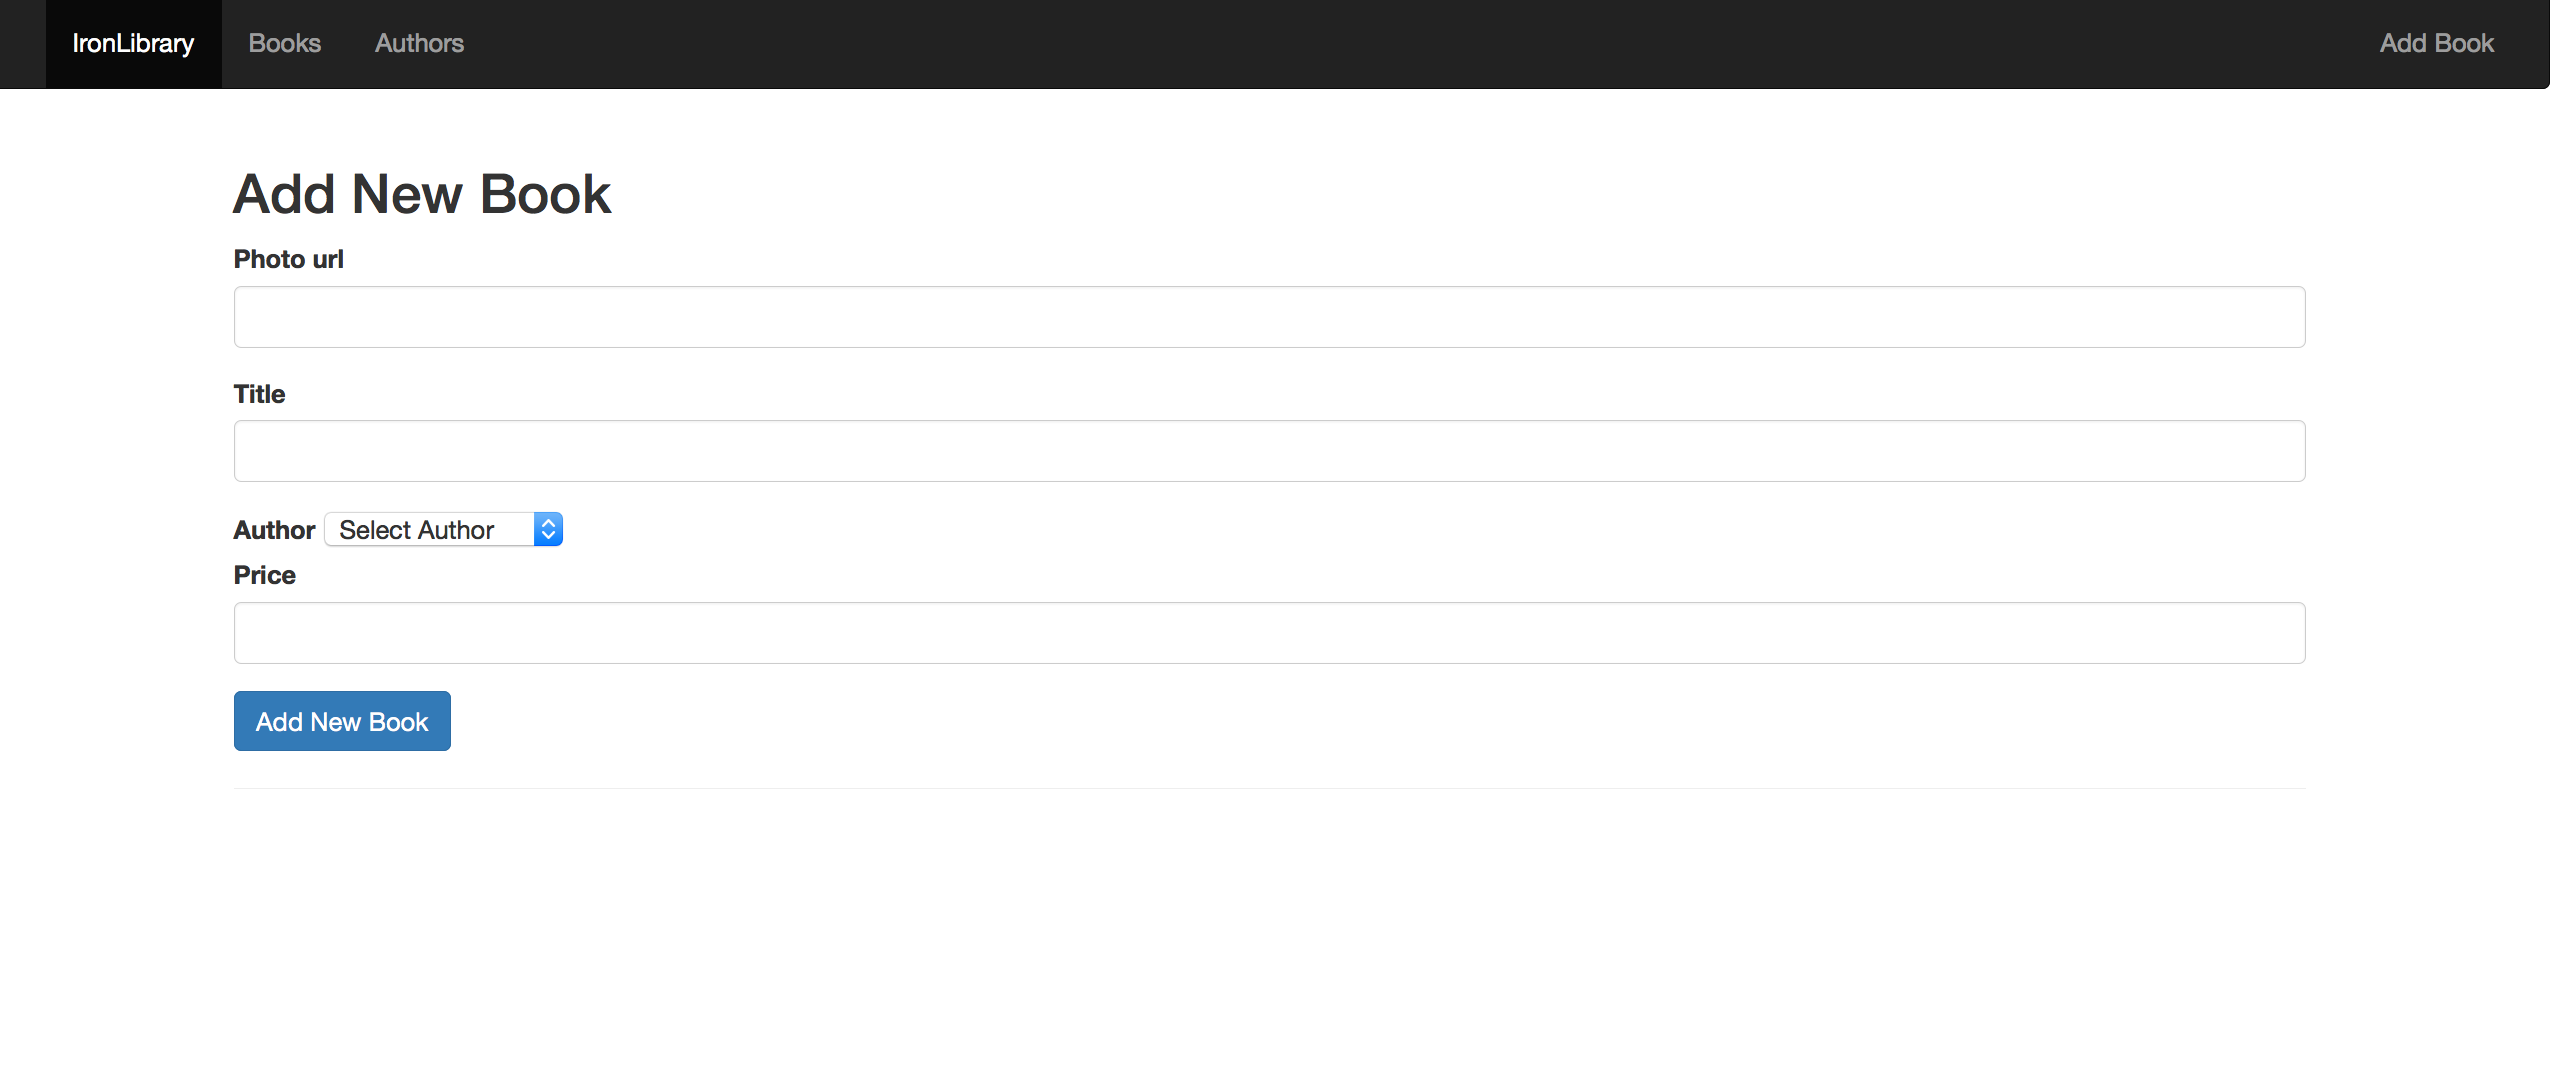 IronLibrary Books Authors Add Book
Add New Book
Photo url
Title
Author Select Author
Price
Add New Book